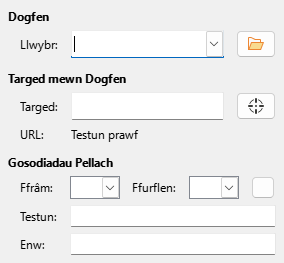 Dogfen
Llwybr:
Targed mewn Dogfen
Targed:
URL: Testun prawf
Gosodiadau Pellach
Ffrâm: Ffurflen:
Testun:
Enw: